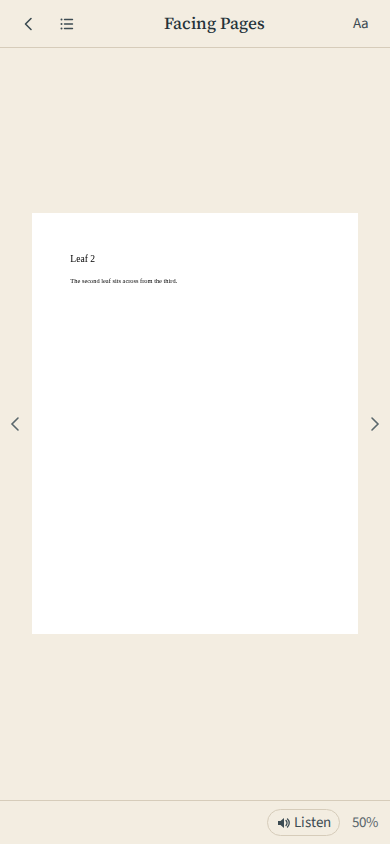 Facing Pages
Aa
Leaf 2
The second leaf sits across from the third.
Listen
50%